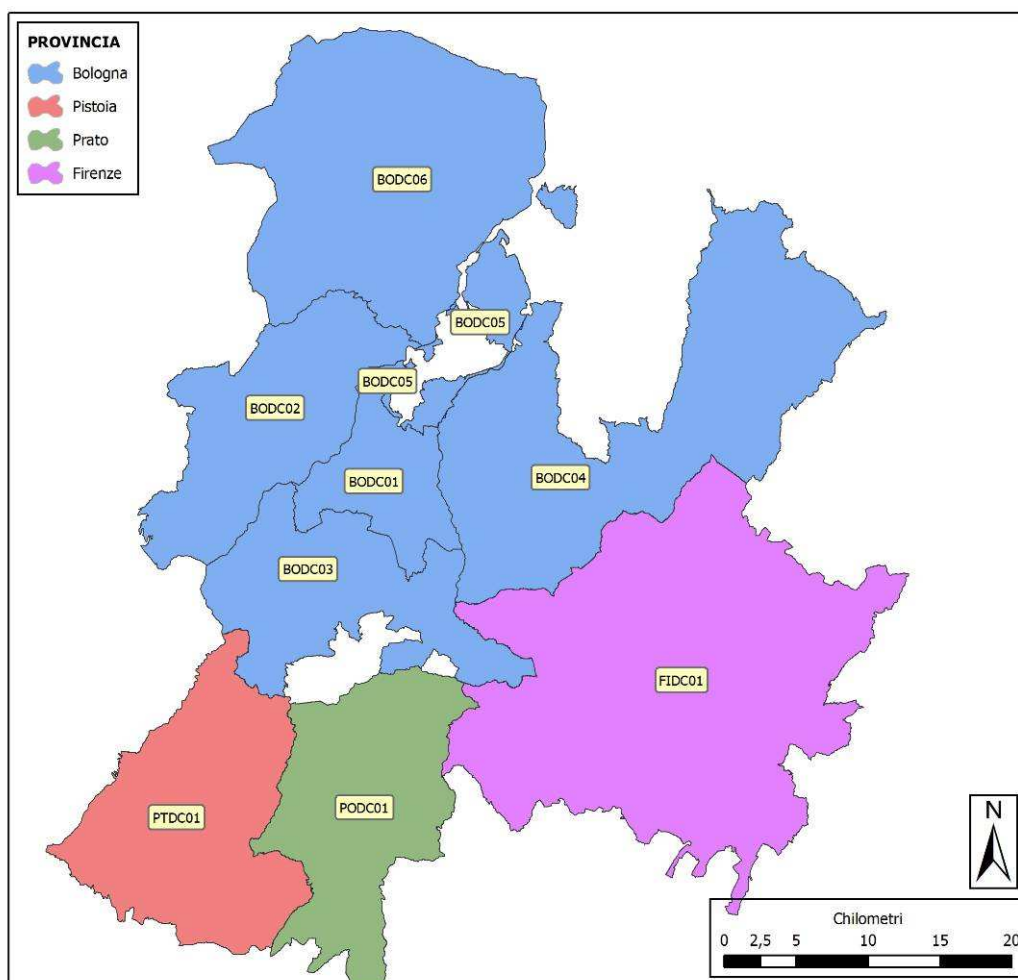 PROVINCIA
Bologna
Pistoia
Prato
Firenze
BODC06
BODC05
BODC05
BODC02
BODC01
BODC04
BODC03
FIDC01
PTDC01
PODC01
N
Chilometri
0 2,5 5 10 15 20